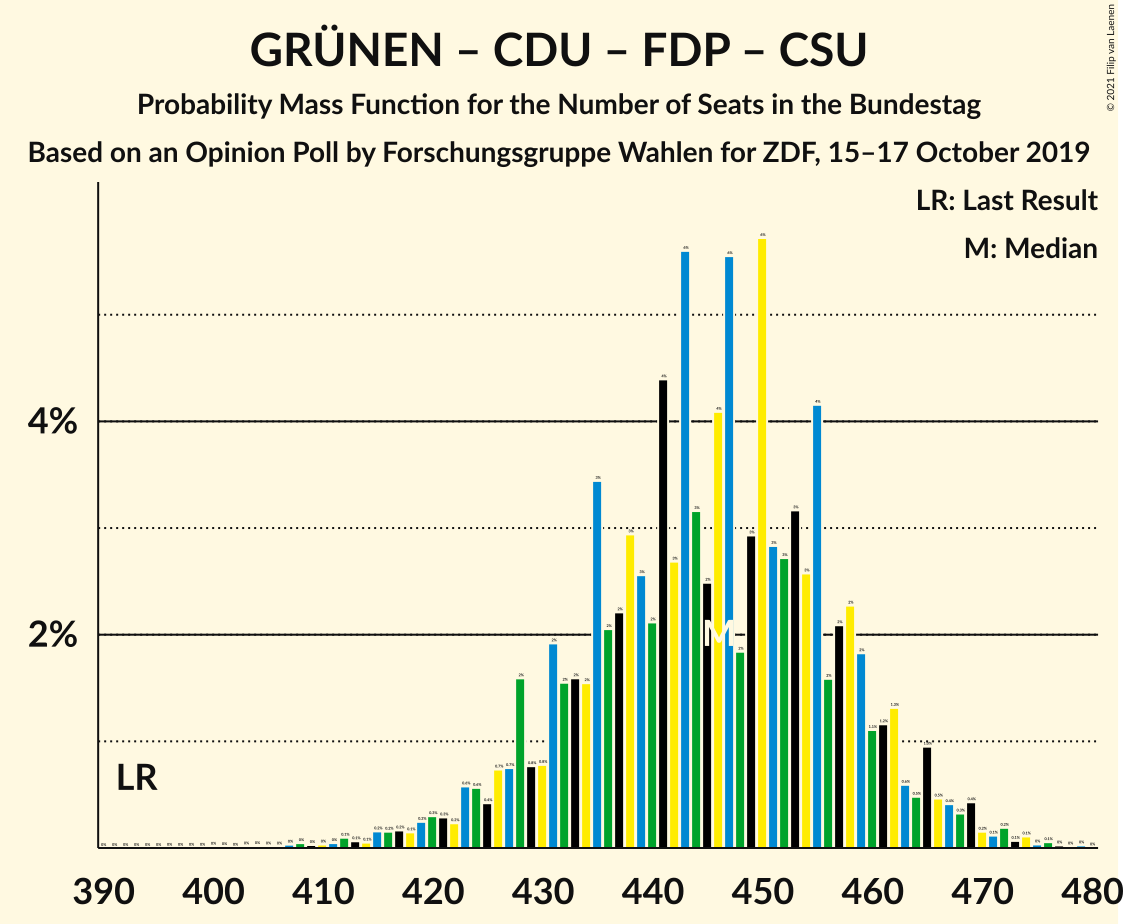 GRÜNEN – CDU – FDP – CSU
Probability Mass Function for the Number of Seats in the Bundestag
Based on an Opinion Poll by Forschungsgruppe Wahlen for ZDF, 15–17 October 2019
© 2021 Filip van Laenen
LR: Last Result
M: Median
4%
2%
LR
M
390 400 410 420 430 440 450 460 470 480